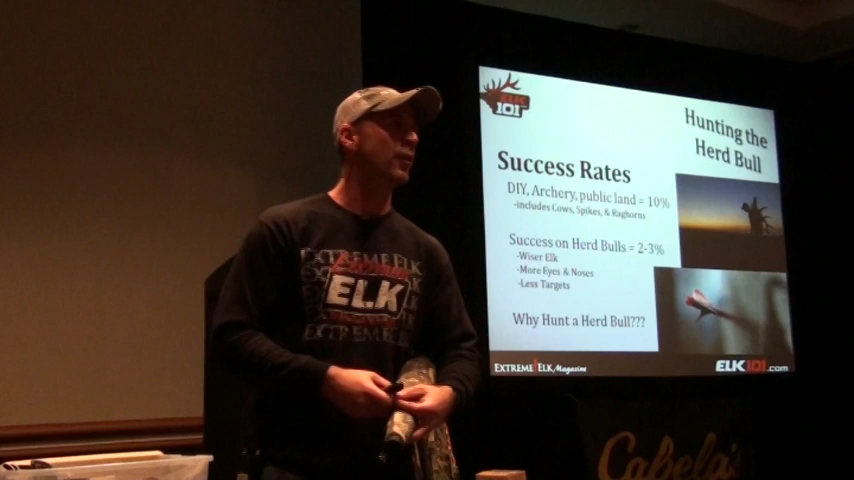 ELK
101
Hunting the
Herd Bull
Success Rates
DIY, Archery, public land = 10%
-includes Cows, Spikes, & Raghorns
Success on Herd Bulls = 2-3%
-Wiser Elk
-More Eyes & Noses
-Less Targets
Why Hunt a Herd Bull???
EXTREME ELK Magazine
ELK101.com
EXTREME ELK
ELK
EXTREME ELK
Cabela's